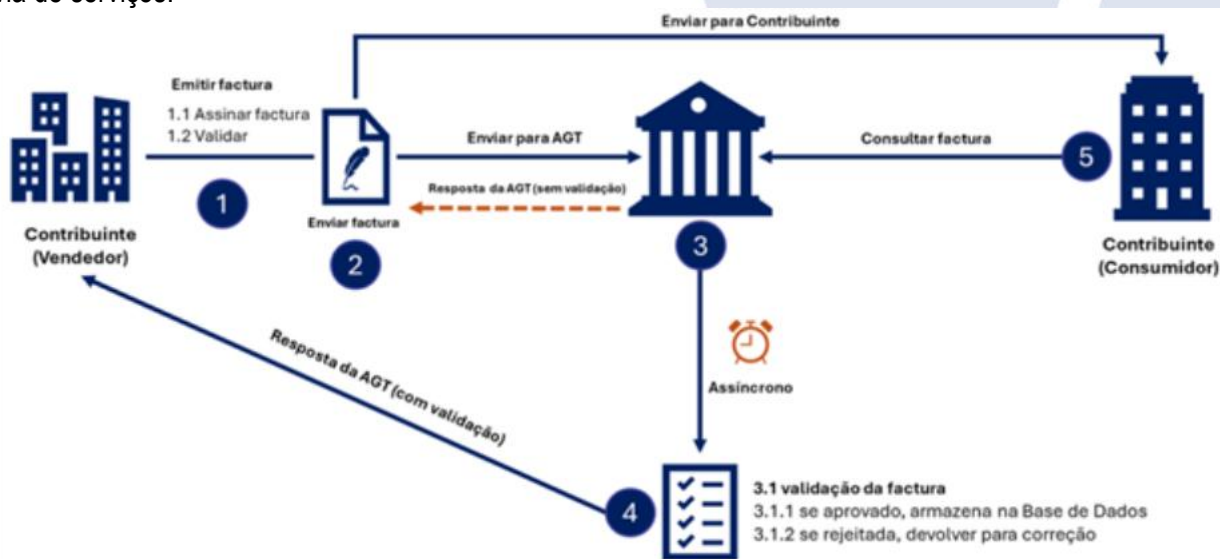 via de serviços.
Enviar para Contribuinte
Emitir factura
1.1 Assinar factura
1.2 Validar
Enviar para AGT
Consultar factura
5
Resposta da AGT (sem validação)
1
Enviar factura
2
3
Contribuinte
(Vendedor)
Contribuinte
(Consumidor)
Resposta da AGT (com validação)
Assíncrono
4
3.1 validação da factura
3.1.1 se aprovado, armazena na Base de Dados
3.1.2 se rejeitada, devolver para correção